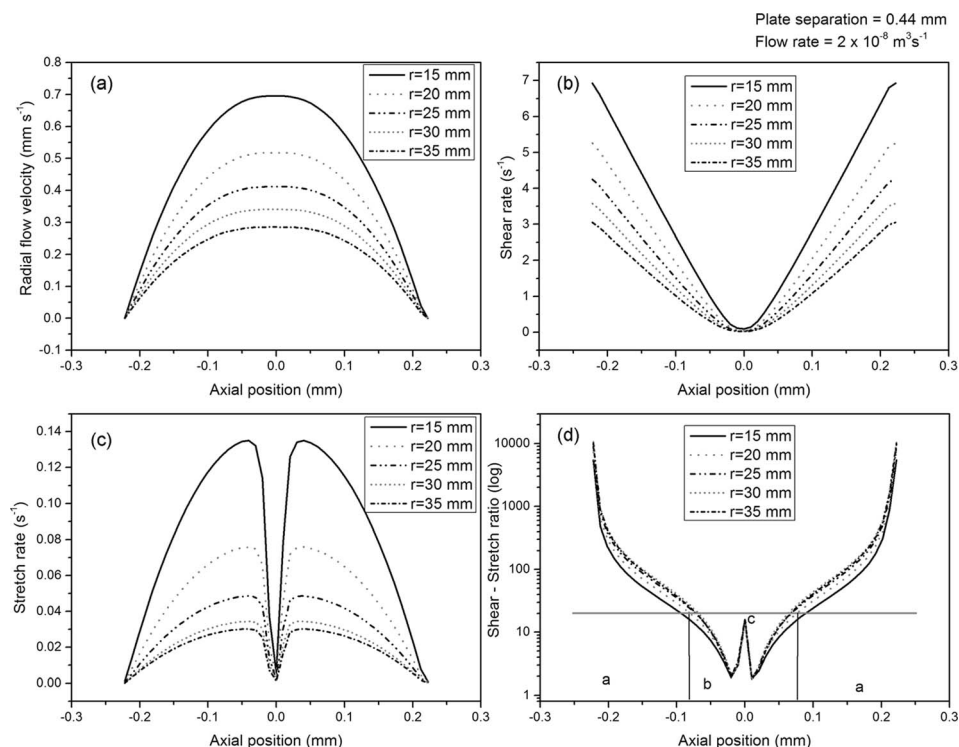 Plate separation = 0.44 mm
Flow rate = 2 x 10⁻⁸ m³s⁻¹
(a)
r=15 mm
r=20 mm
r=25 mm
r=30 mm
r=35 mm
Radial flow velocity (mm s⁻¹)
0.8
0.7
0.6
0.5
0.4
0.3
0.2
0.1
0.0
-0.1
-0.3
-0.2
-0.1
0.0
0.1
0.2
0.3
Axial position (mm)
(b)
r=15 mm
r=20 mm
r=25 mm
r=30 mm
r=35 mm
Shear rate (s⁻¹)
7
6
5
4
3
2
1
0
-0.3
-0.2
-0.1
0.0
0.1
0.2
0.3
Axial position (mm)
(c)
r=15 mm
r=20 mm
r=25 mm
r=30 mm
r=35 mm
Stretch rate (s⁻¹)
0.14
0.12
0.10
0.08
0.06
0.04
0.02
0.00
-0.3
-0.2
-0.1
0.0
0.1
0.2
0.3
Axial position (mm)
(d)
r=15 mm
r=20 mm
r=25 mm
r=30 mm
r=35 mm
Shear - Stretch ratio (log)
10000
1000
100
10
1
c
a
b
a
-0.3
-0.2
-0.1
0.0
0.1
0.2
0.3
Axial position (mm)